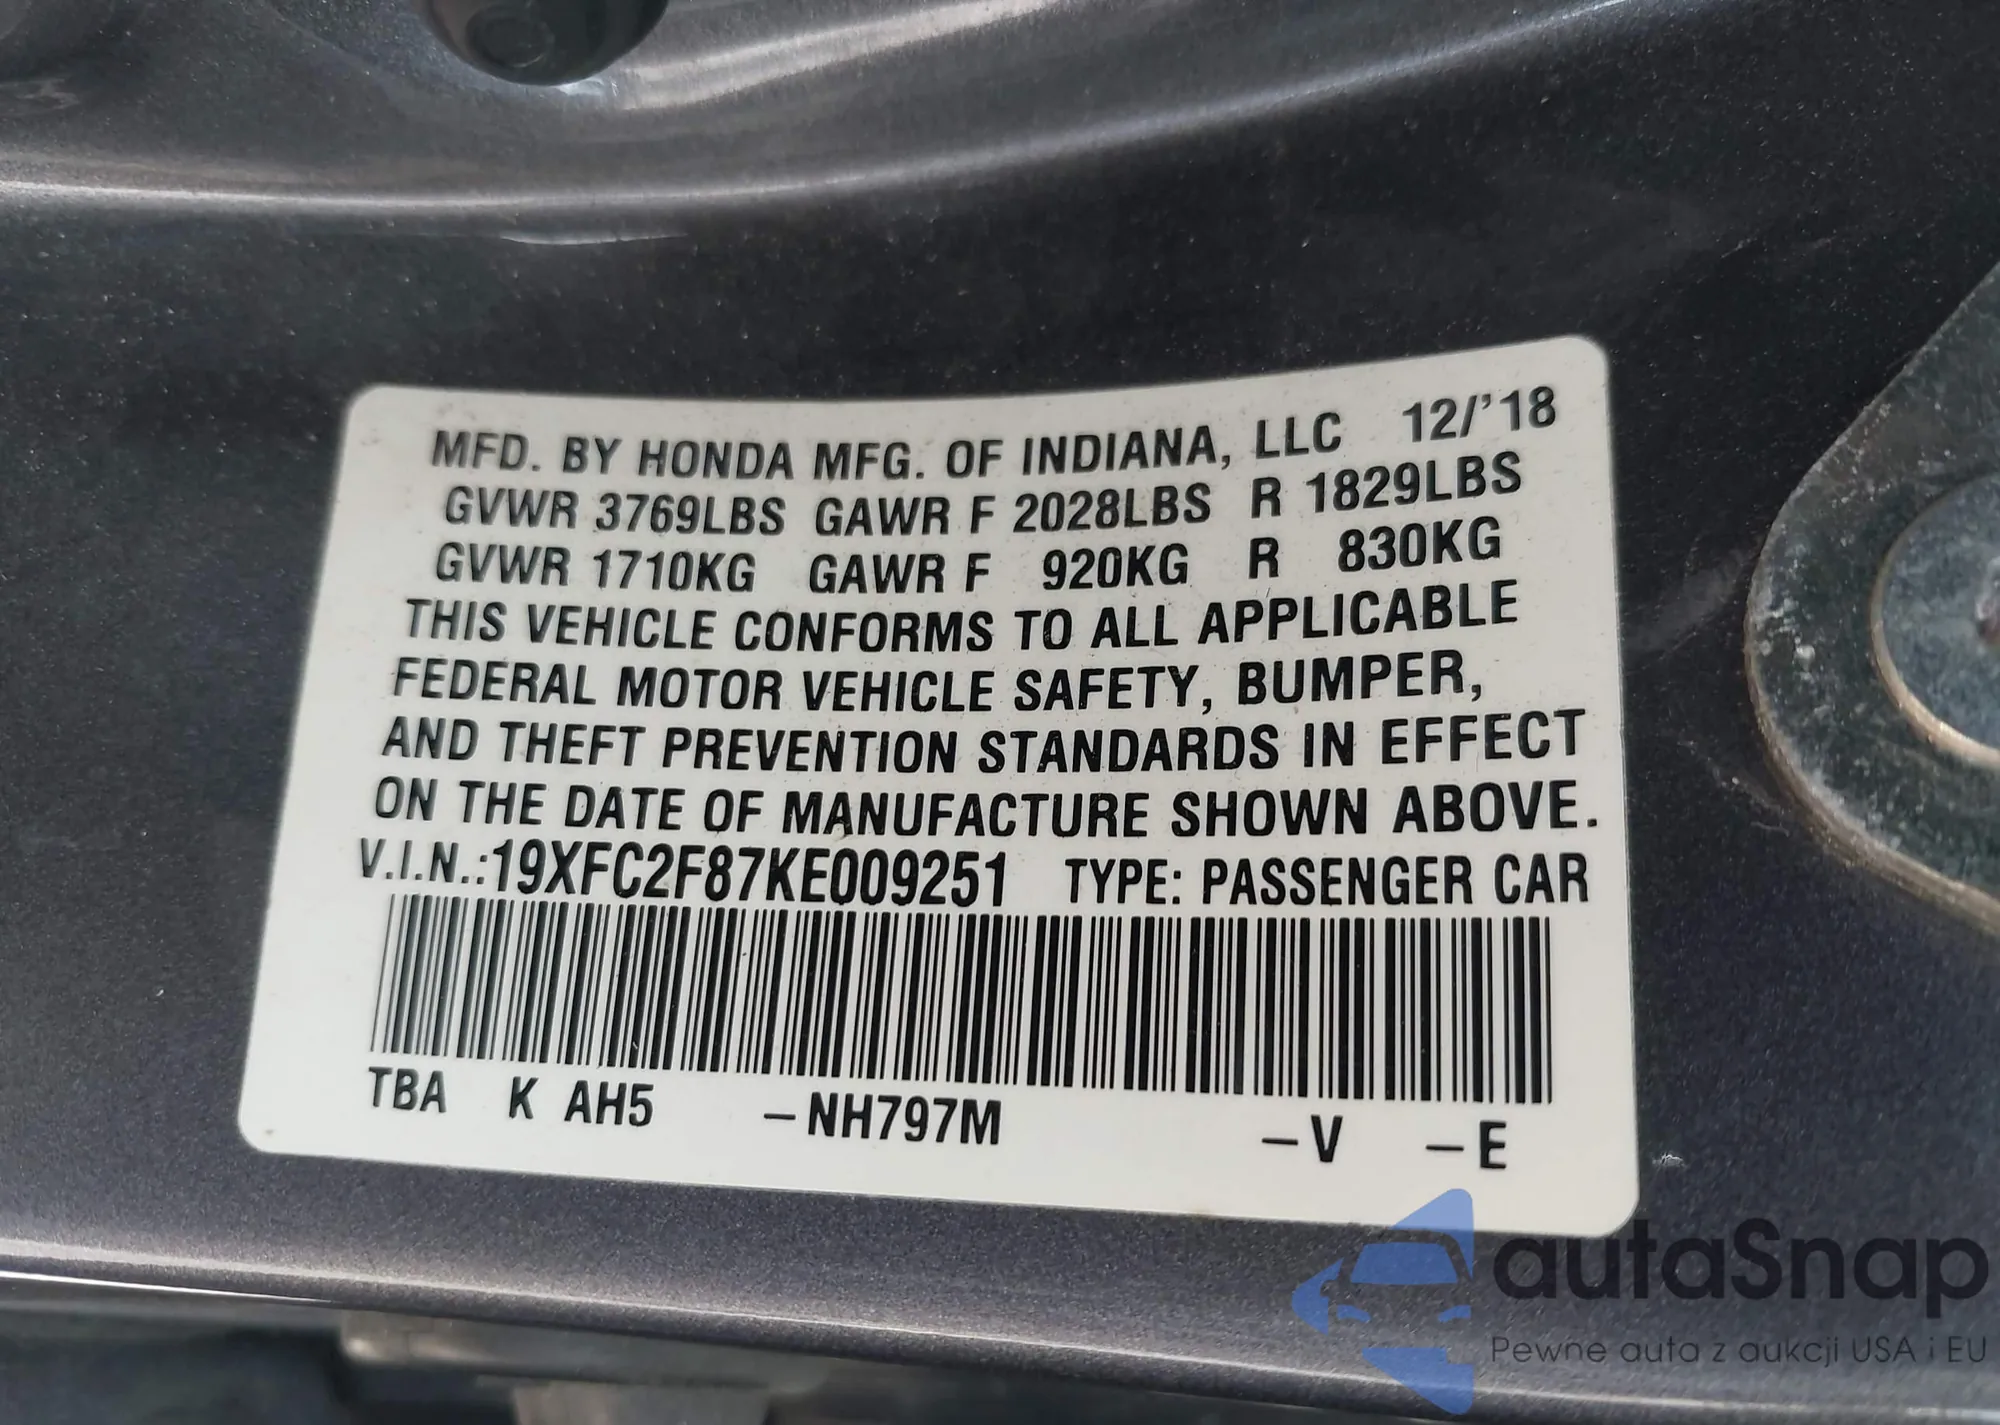 MFD. BY HONDA MFG. OF INDIANA, LLC 12/'18
GVWR 3769LBS GAWR F 2028LBS R 1829LBS
GVWR 1710KG GAWR F 920KG R 830KG
THIS VEHICLE CONFORMS TO ALL APPLICABLE
FEDERAL MOTOR VEHICLE SAFETY, BUMPER,
AND THEFT PREVENTION STANDARDS IN EFFECT
ON THE DATE OF MANUFACTURE SHOWN ABOVE.
V.I.N.:19XFC2F87KE009251 TYPE: PASSENGER CAR
TBA K AH5 -NH797M -V -E
autaSnap
Pewne auta z aukcji USA i EU